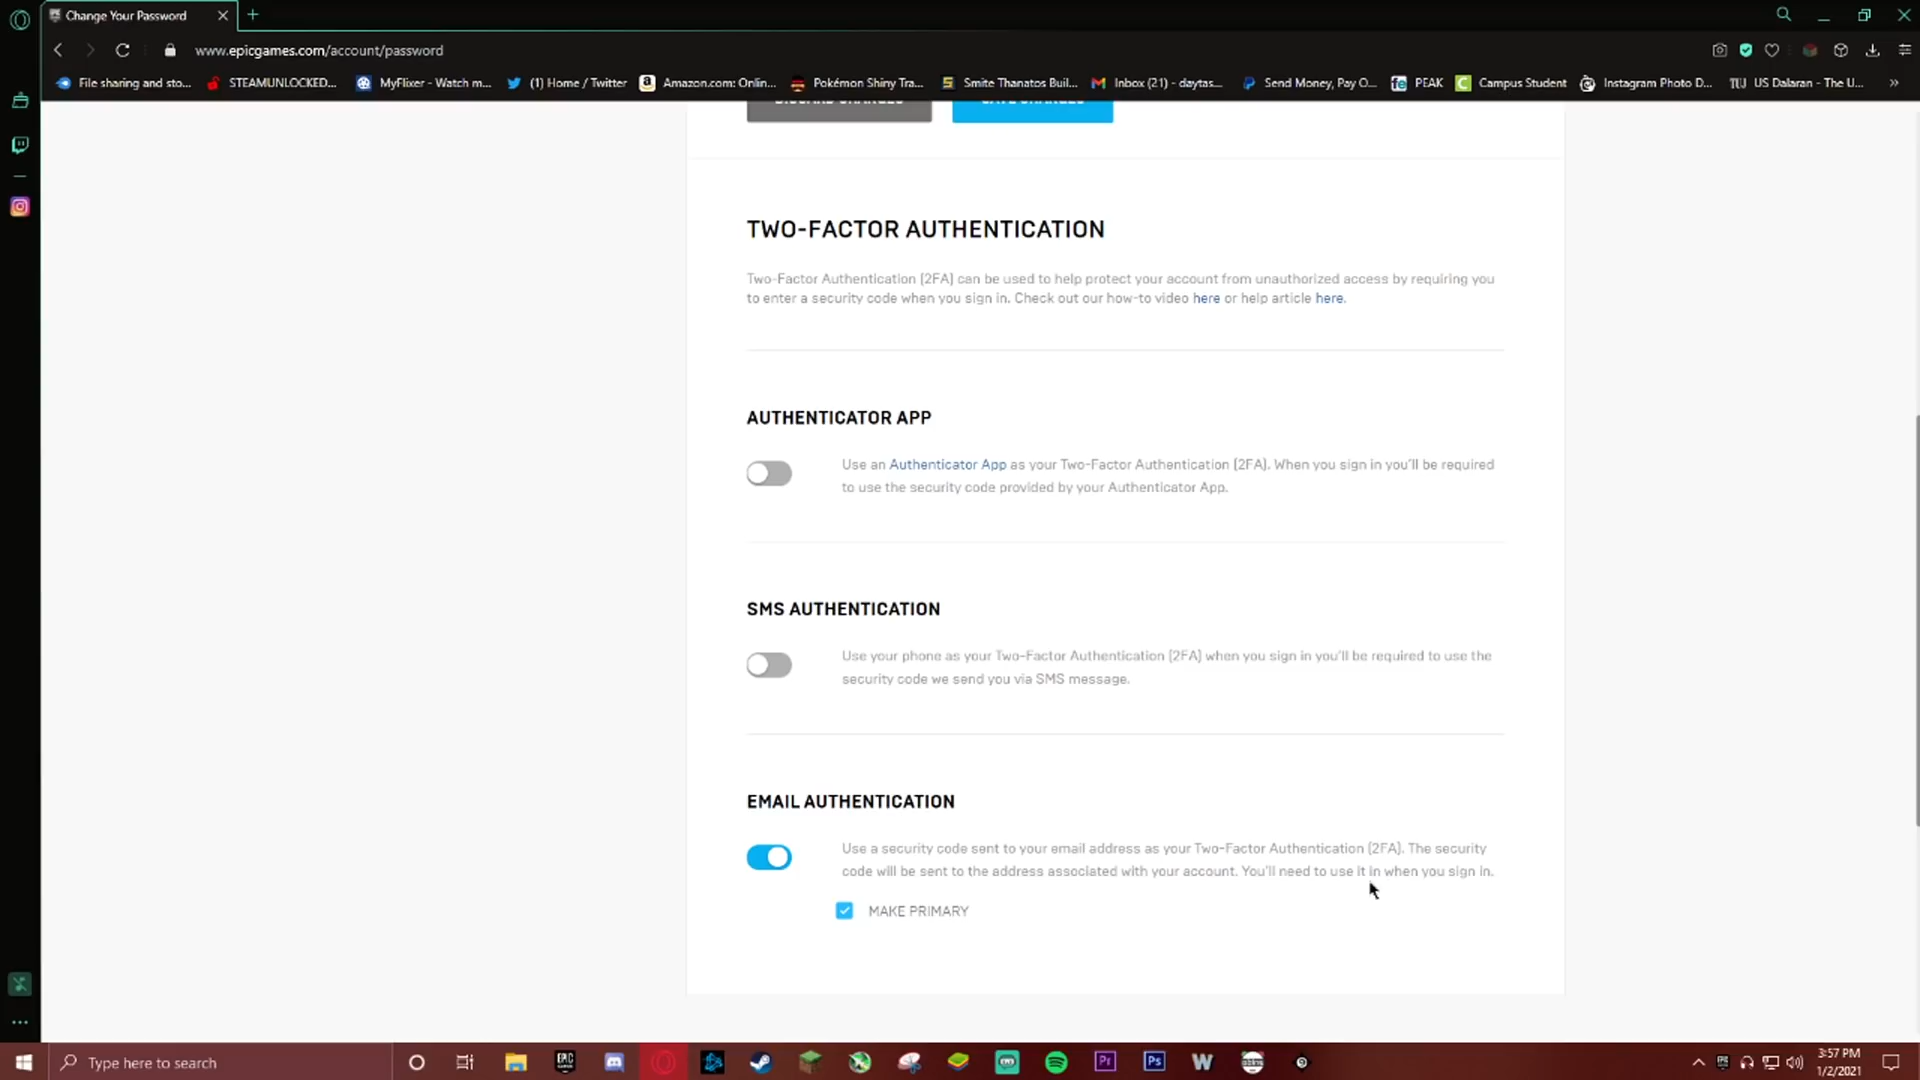 Change Your Password
www.epicgames.com/account/password
File sharing and sto...
STEAMUNLOCKED...
MyFlixer - Watch m...
(1) Home / Twitter
Amazon.com: Onlin...
Pokémon Shiny Tra...
Smite Thanatos Buil...
Inbox (21) - daytas...
Send Money, Pay O...
PEAK
Campus Student
Instagram Photo D...
US Dalaran - The U...
TWO-FACTOR AUTHENTICATION
Two-Factor Authentication (2FA) can be used to help protect your account from unauthorized access by requiring you
to enter a security code when you sign in. Check out our how-to video here or help article here.
AUTHENTICATOR APP
Use an Authenticator App as your Two-Factor Authentication (2FA). When you sign in you'll be required
to use the security code provided by your Authenticator App.
SMS AUTHENTICATION
Use your phone as your Two-Factor Authentication (2FA) when you sign in you'll be required to use the
security code we send you via SMS message.
EMAIL AUTHENTICATION
Use a security code sent to your email address as your Two-Factor Authentication (2FA). The security
code will be sent to the address associated with your account. You'll need to use it in when you sign in.
MAKE PRIMARY
Type here to search
3:57 PM
1/2/2021